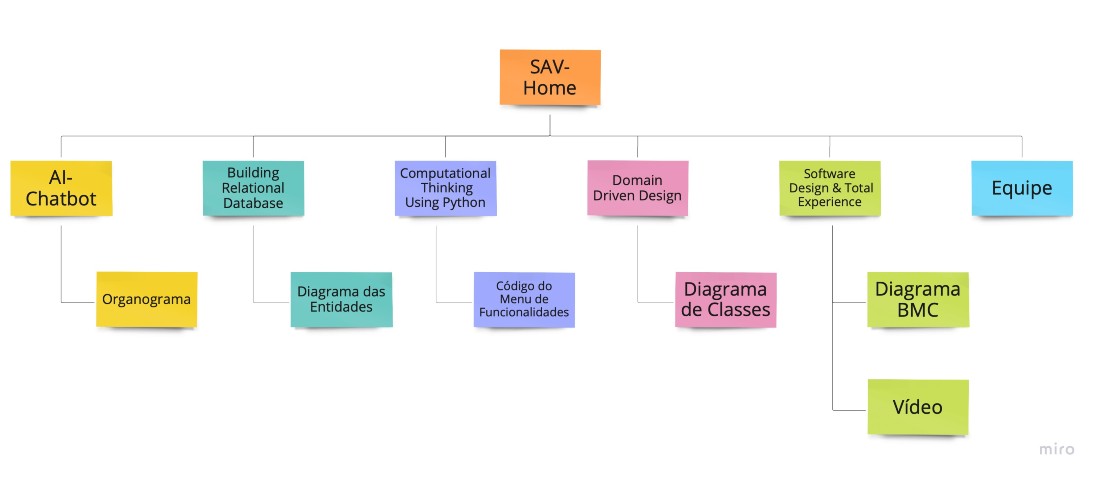 SAV-
Home
AI-
Chatbot
Building
Relational
Database
Computational
Thinking
Using Python
Domain
Driven Design
Software
Design & Total
Experience
Equipe
Organograma
Diagrama das
Entidades
Código do
Menu de
Funcionalidades
Diagrama
de Classes
Diagrama
BMC
Vídeo
miro